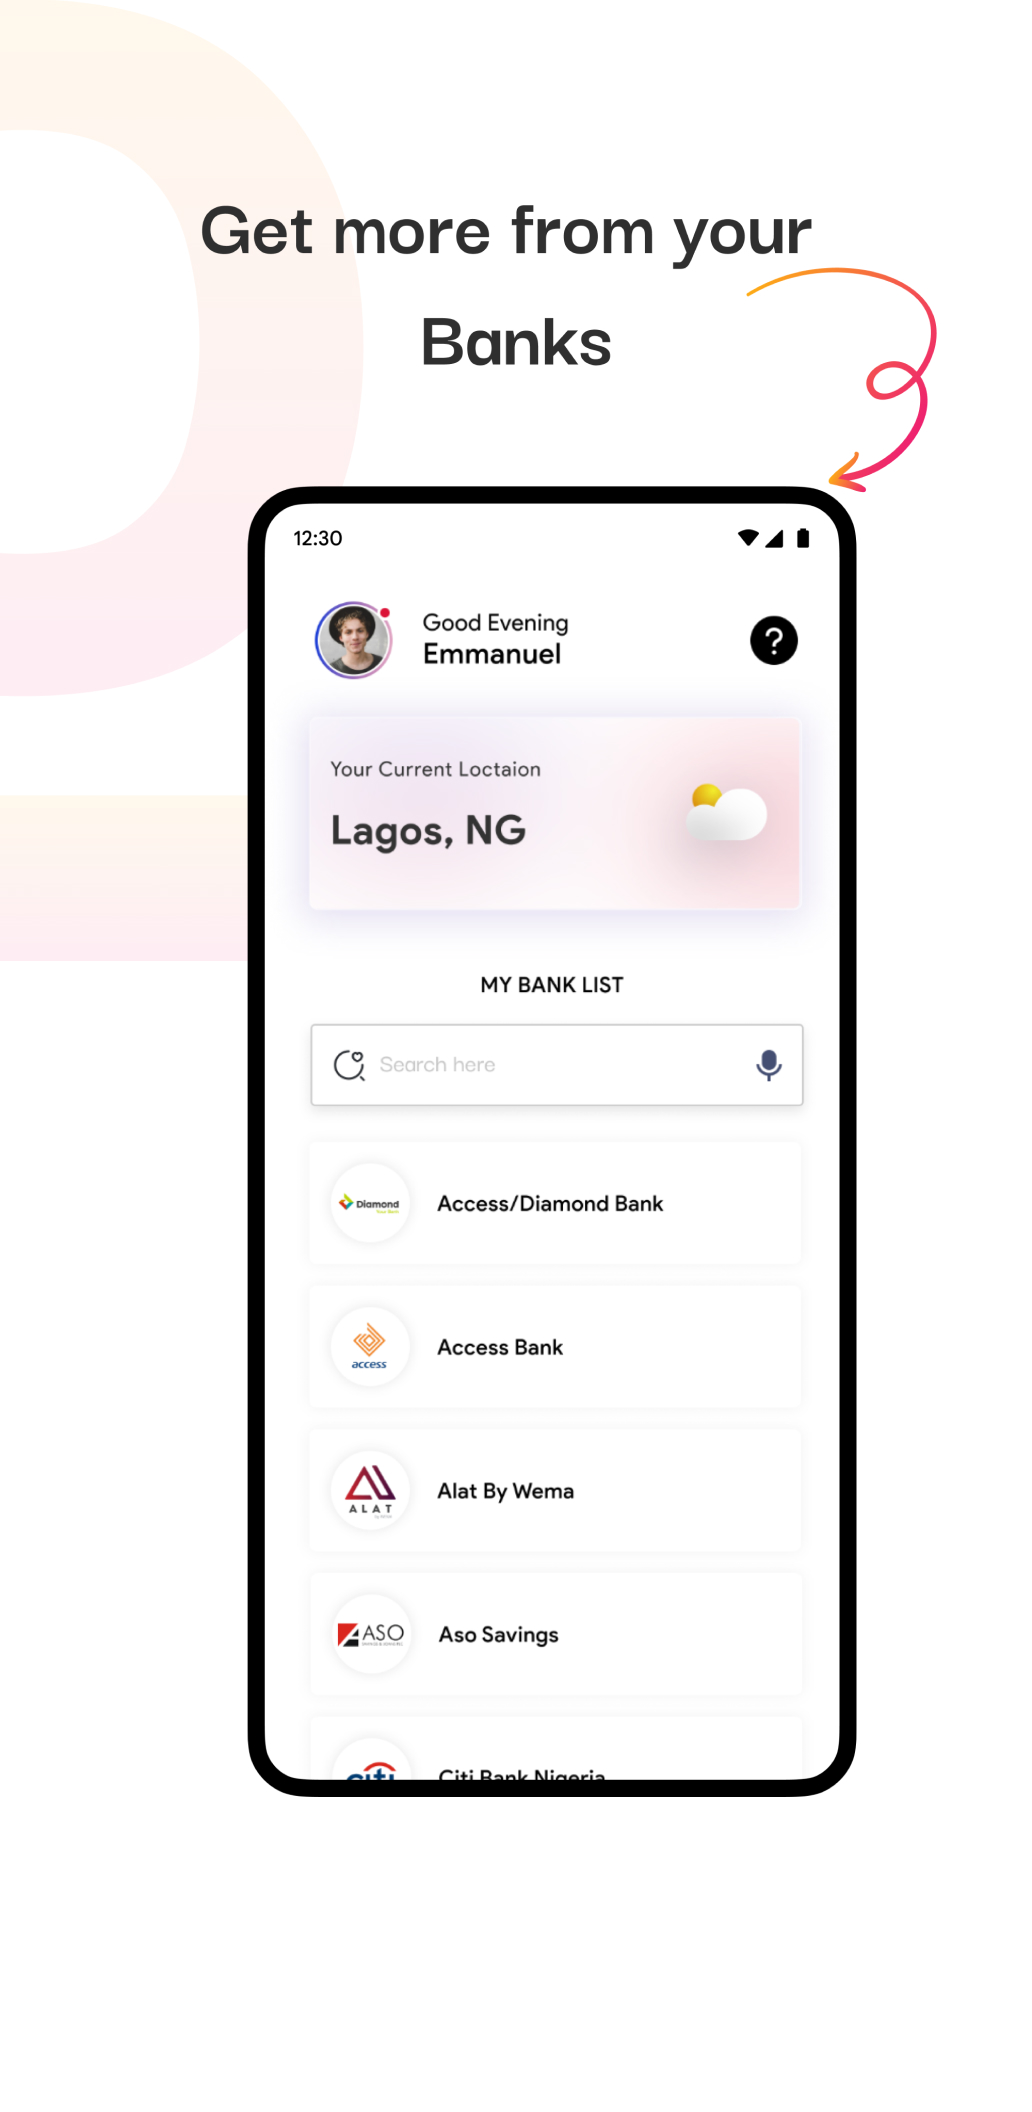 Get more from your
Banks
12:30
Good Evening
Emmanuel
?
Your Current Loctaion
Lagos, NG
MY BANK LIST
Search here
Diamond
Access/Diamond Bank
access
Access Bank
ALAT
Alat By Wema
ASO
Aso Savings
citi
Citi Bank Nigeria